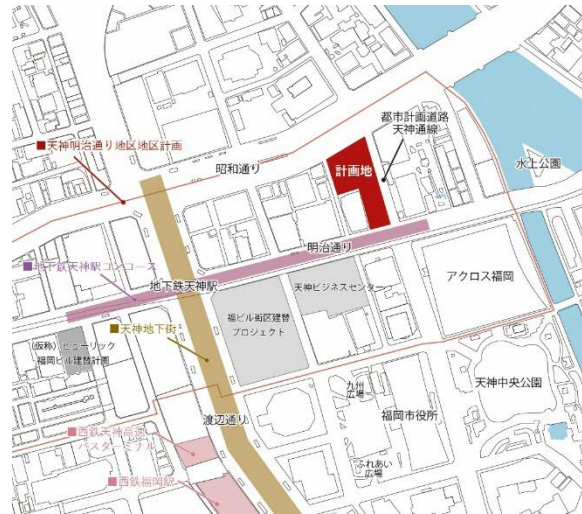 都市計画道路
天神通線
■天神明治通り地区地区計画
昭和通り
計画地
水上公園
明治通り
■地下鉄天神駅コンコース
地下鉄天神駅
天神ビジネスセンター
アクロス福岡
■天神地下街
福ビル街区建替
プロジェクト
(仮称)ヒューリック
福岡ビル建替計画
天神中央公園
九州
広場
渡辺通り
福岡市役所
■西鉄天神高速
バスターミナル
ふれあい
広場
■西鉄福岡駅